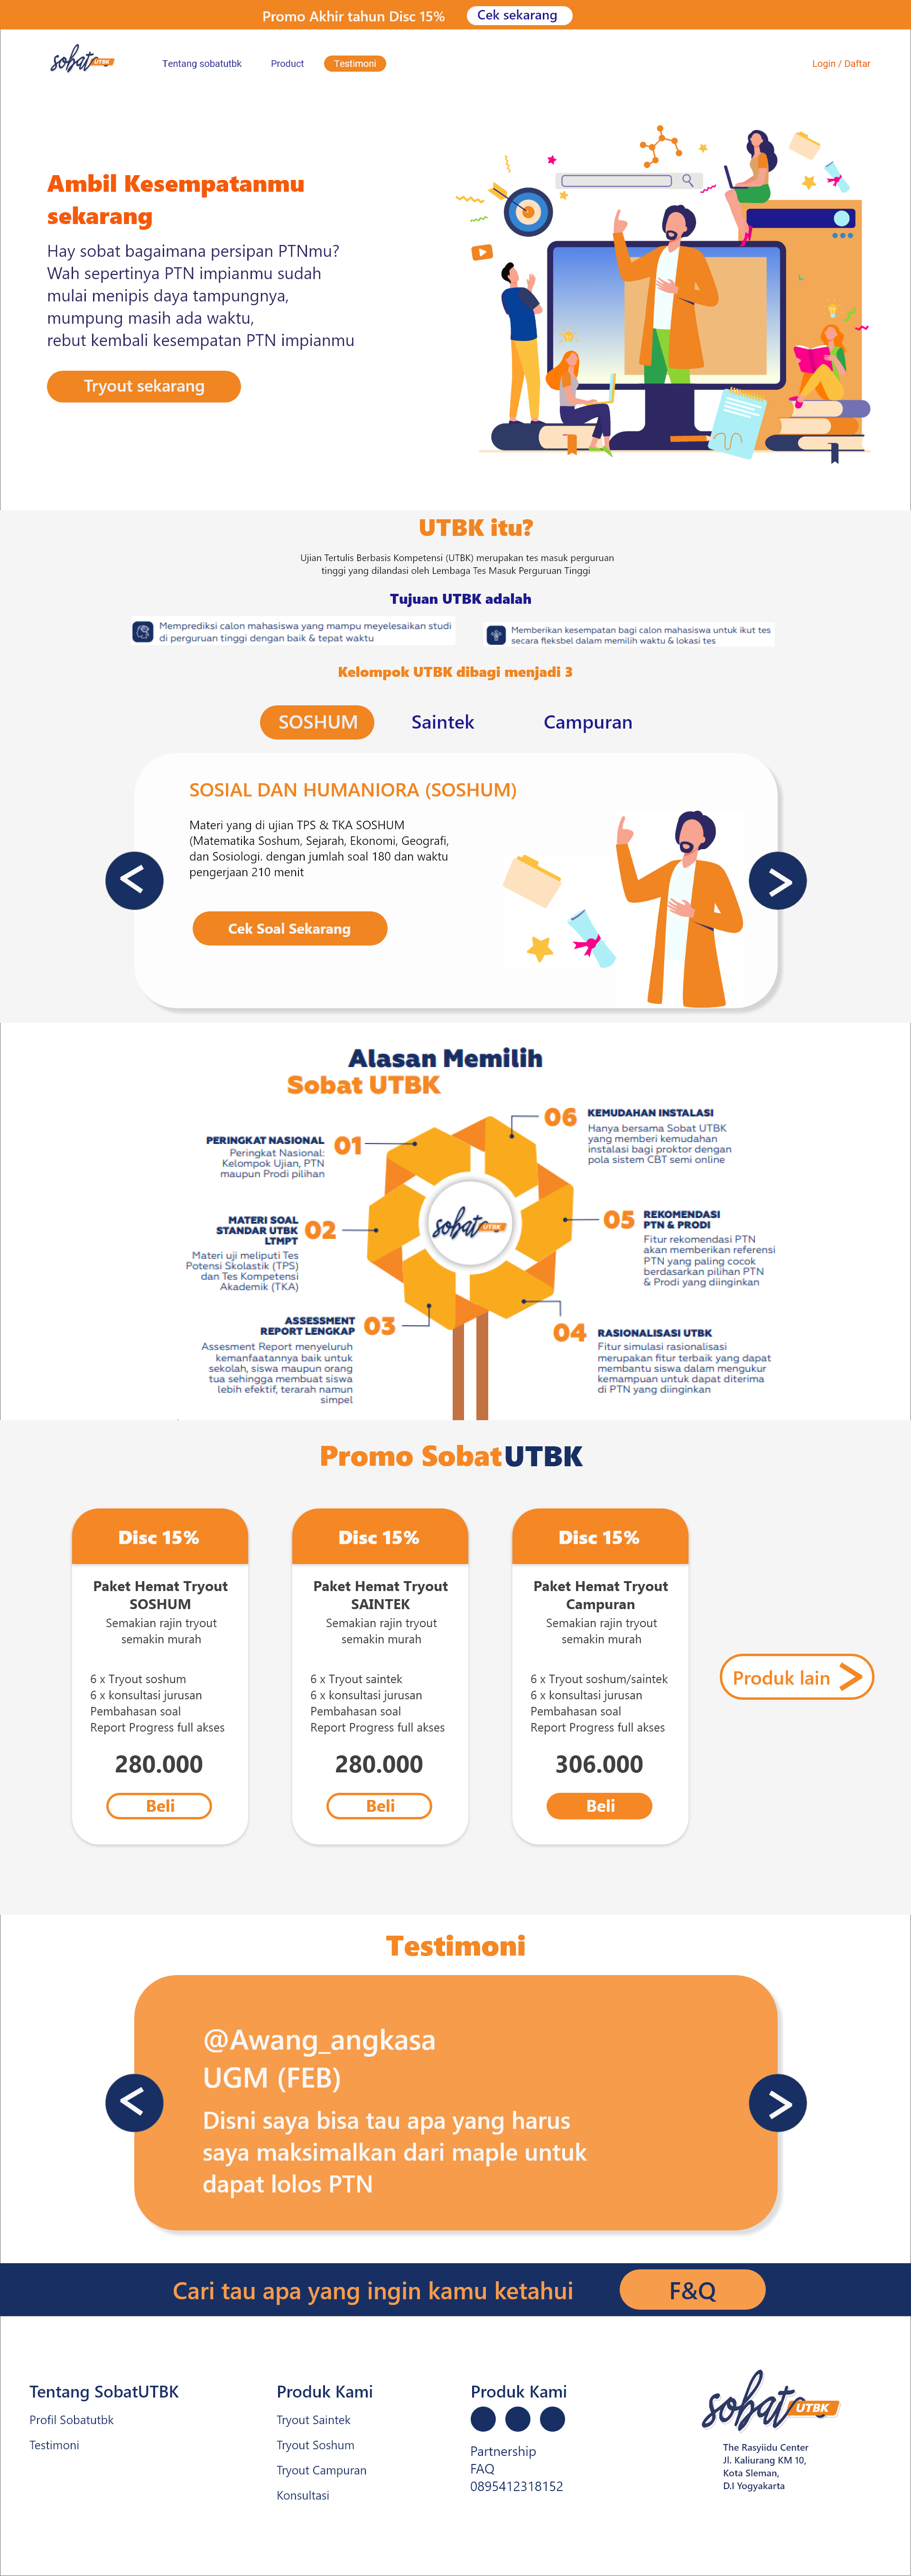 Promo Akhir tahun Disc 15%
Cek sekarang
sobat UTBK
Tentang sobatutbk
Product
Testimoni
Login / Daftar
Ambil Kesempatanmu
sekarang
Hay sobat bagaimana persipan PTNmu?
Wah sepertinya PTN impianmu sudah
mulai menipis daya tampungnya,
mumpung masih ada waktu,
rebut kembali kesempatan PTN impianmu
Tryout sekarang
UTBK itu?
Ujian Tertulis Berbasis Kompetensi (UTBK) merupakan tes masuk perguruan
tinggi yang dilandasi oleh Lembaga Tes Masuk Perguruan Tinggi
Tujuan UTBK adalah
Memprediksi calon mahasiswa yang mampu meyelesaikan studi
di perguruan tinggi dengan baik & tepat waktu
Memberikan kesempatan bagi calon mahasiswa untuk ikut tes
secara fleksbel dalam memilih waktu & lokasi tes
Kelompok UTBK dibagi menjadi 3
SOSHUM
Saintek
Campuran
SOSIAL DAN HUMANIORA (SOSHUM)
Materi yang di ujian TPS & TKA SOSHUM
(Matematika Soshum, Sejarah, Ekonomi, Geografi,
dan Sosiologi. dengan jumlah soal 180 dan waktu
pengerjaan 210 menit
<
>
Cek Soal Sekarang
Alasan Memilih
Sobat UTBK
PERINGKAT NASIONAL
01
Peringkat Nasional:
Kelompok Ujian, PTN
maupun Prodi pilihan
MATERI SOAL
STANDAR UTBK
LTMPT
02
Materi uji meliputi Tes
Potensi Skolastik (TPS)
dan Tes Kompetensi
Akademik (TKA)
ASSESSMENT
REPORT LENGKAP
03
Assesment Report menyeluruh
kemanfaatannya baik untuk
sekolah, siswa maupun orang
tua sehingga membuat siswa
lebih efektif, terarah namun
simpel
sobat UTBK
06
KEMUDAHAN INSTALASI
Hanya bersama Sobat UTBK
yang memberi kemudahan
instalasi bagi proktor dengan
pola sistem CBT semi online
05
REKOMENDASI
PTN & PRODI
Fitur rekomendasi PTN
akan memberikan referensi
PTN yang paling cocok
berdasarkan pilihan PTN
& Prodi yang diinginkan
04
RASIONALISASI UTBK
Fitur simulasi rasionalisasi
merupakan fitur terbaik yang dapat
membantu siswa dalam mengukur
kemampuan untuk dapat diterima
di PTN yang diinginkan
Promo Sobat UTBK
Disc 15%
Paket Hemat Tryout
SOSHUM
Semakian rajin tryout
semakin murah
6 x Tryout soshum
6 x konsultasi jurusan
Pembahasan soal
Report Progress full akses
280.000
Beli
Disc 15%
Paket Hemat Tryout
SAINTEK
Semakian rajin tryout
semakin murah
6 x Tryout saintek
6 x konsultasi jurusan
Pembahasan soal
Report Progress full akses
280.000
Beli
Disc 15%
Paket Hemat Tryout
Campuran
Semakian rajin tryout
semakin murah
6 x Tryout soshum/saintek
6 x konsultasi jurusan
Pembahasan soal
Report Progress full akses
306.000
Beli
Produk lain >
Testimoni
@Awang_angkasa
UGM (FEB)
Disni saya bisa tau apa yang harus
saya maksimalkan dari maple untuk
dapat lolos PTN
<
>
Cari tau apa yang ingin kamu ketahui
F&Q
Tentang SobatUTBK
Profil Sobatutbk
Testimoni
Produk Kami
Tryout Saintek
Tryout Soshum
Tryout Campuran
Konsultasi
Produk Kami
Partnership
FAQ
0895412318152
sobat UTBK
The Rasyiidu Center
Jl. Kaliurang KM 10,
Kota Sleman,
D.I Yogyakarta